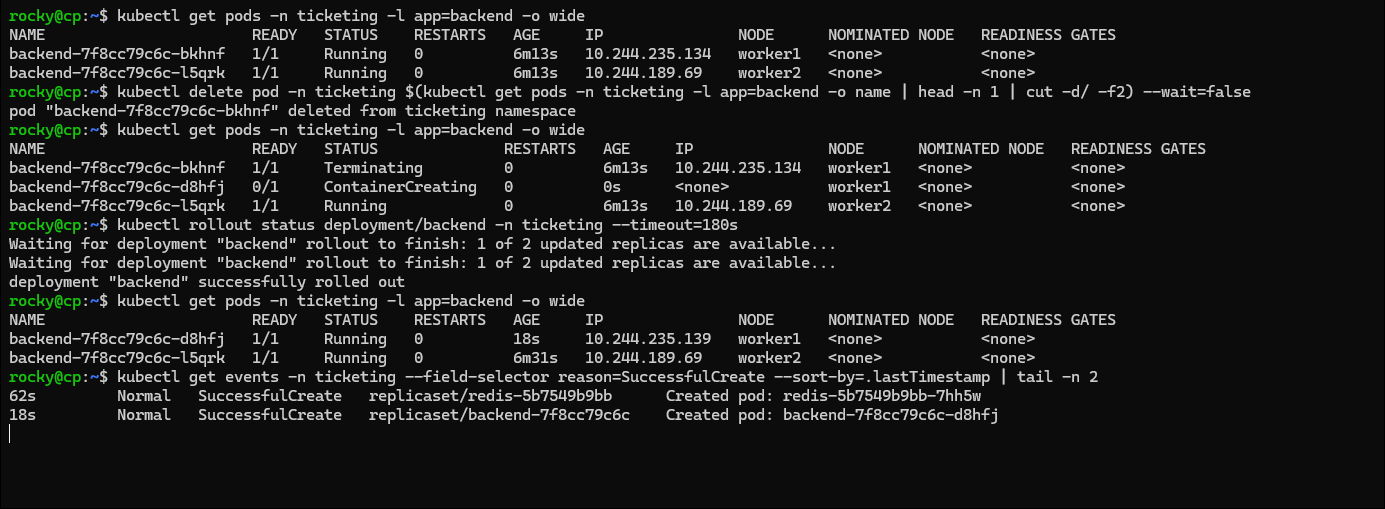 rocky@cp:~$ kubectl get pods -n ticketing -l app=backend -o wide
NAME                       READY   STATUS    RESTARTS   AGE     IP               NODE      NOMINATED NODE   READINESS GATES
backend-7f8cc79c6c-bkhnf   1/1     Running   0          6m13s   10.244.235.134   worker1   <none>           <none>
backend-7f8cc79c6c-l5qrk   1/1     Running   0          6m13s   10.244.189.69    worker2   <none>           <none>
rocky@cp:~$ kubectl delete pod -n ticketing $(kubectl get pods -n ticketing -l app=backend -o name | head -n 1 | cut -d/ -f2) --wait=false
pod "backend-7f8cc79c6c-bkhnf" deleted from ticketing namespace
rocky@cp:~$ kubectl get pods -n ticketing -l app=backend -o wide
NAME                       READY   STATUS              RESTARTS   AGE     IP               NODE      NOMINATED NODE   READINESS GATES
backend-7f8cc79c6c-bkhnf   1/1     Terminating         0          6m13s   10.244.235.134   worker1   <none>           <none>
backend-7f8cc79c6c-d8hfj   0/1     ContainerCreating   0          0s      <none>           worker1   <none>           <none>
backend-7f8cc79c6c-l5qrk   1/1     Running             0          6m13s   10.244.189.69    worker2   <none>           <none>
rocky@cp:~$ kubectl rollout status deployment/backend -n ticketing --timeout=180s
Waiting for deployment "backend" rollout to finish: 1 of 2 updated replicas are available...
Waiting for deployment "backend" rollout to finish: 1 of 2 updated replicas are available...
deployment "backend" successfully rolled out
rocky@cp:~$ kubectl get pods -n ticketing -l app=backend -o wide
NAME                       READY   STATUS    RESTARTS   AGE     IP               NODE      NOMINATED NODE   READINESS GATES
backend-7f8cc79c6c-d8hfj   1/1     Running   0          18s     10.244.235.139   worker1   <none>           <none>
backend-7f8cc79c6c-l5qrk   1/1     Running   0          6m31s   10.244.189.69    worker2   <none>           <none>
rocky@cp:~$ kubectl get events -n ticketing --field-selector reason=SuccessfulCreate --sort-by=.lastTimestamp | tail -n 2
62s         Normal   SuccessfulCreate   replicaset/redis-5b7549b9bb      Created pod: redis-5b7549b9bb-7hh5w
18s         Normal   SuccessfulCreate   replicaset/backend-7f8cc79c6c    Created pod: backend-7f8cc79c6c-d8hfj